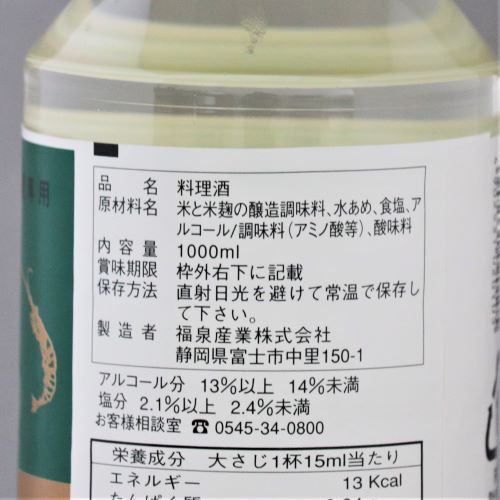 品名 料理酒
原材料名 米と米麹の醸造調味料、水あめ、食塩、ア
ルコール/調味料(アミノ酸等)、酸味料
内容量 1000ml
賞味期限 枠外右下に記載
保存方法 直射日光を避けて常温で保存し
て下さい。
製造者 福泉産業株式会社
静岡県富士市中里150-1
アルコール分 13%以上 14%未満
塩分 2.1%以上 2.4%未満
お客様相談室 ☎0545-34-0800
栄養成分 大さじ1杯15ml当たり
エネルギー 13 Kcal
たんぱく質